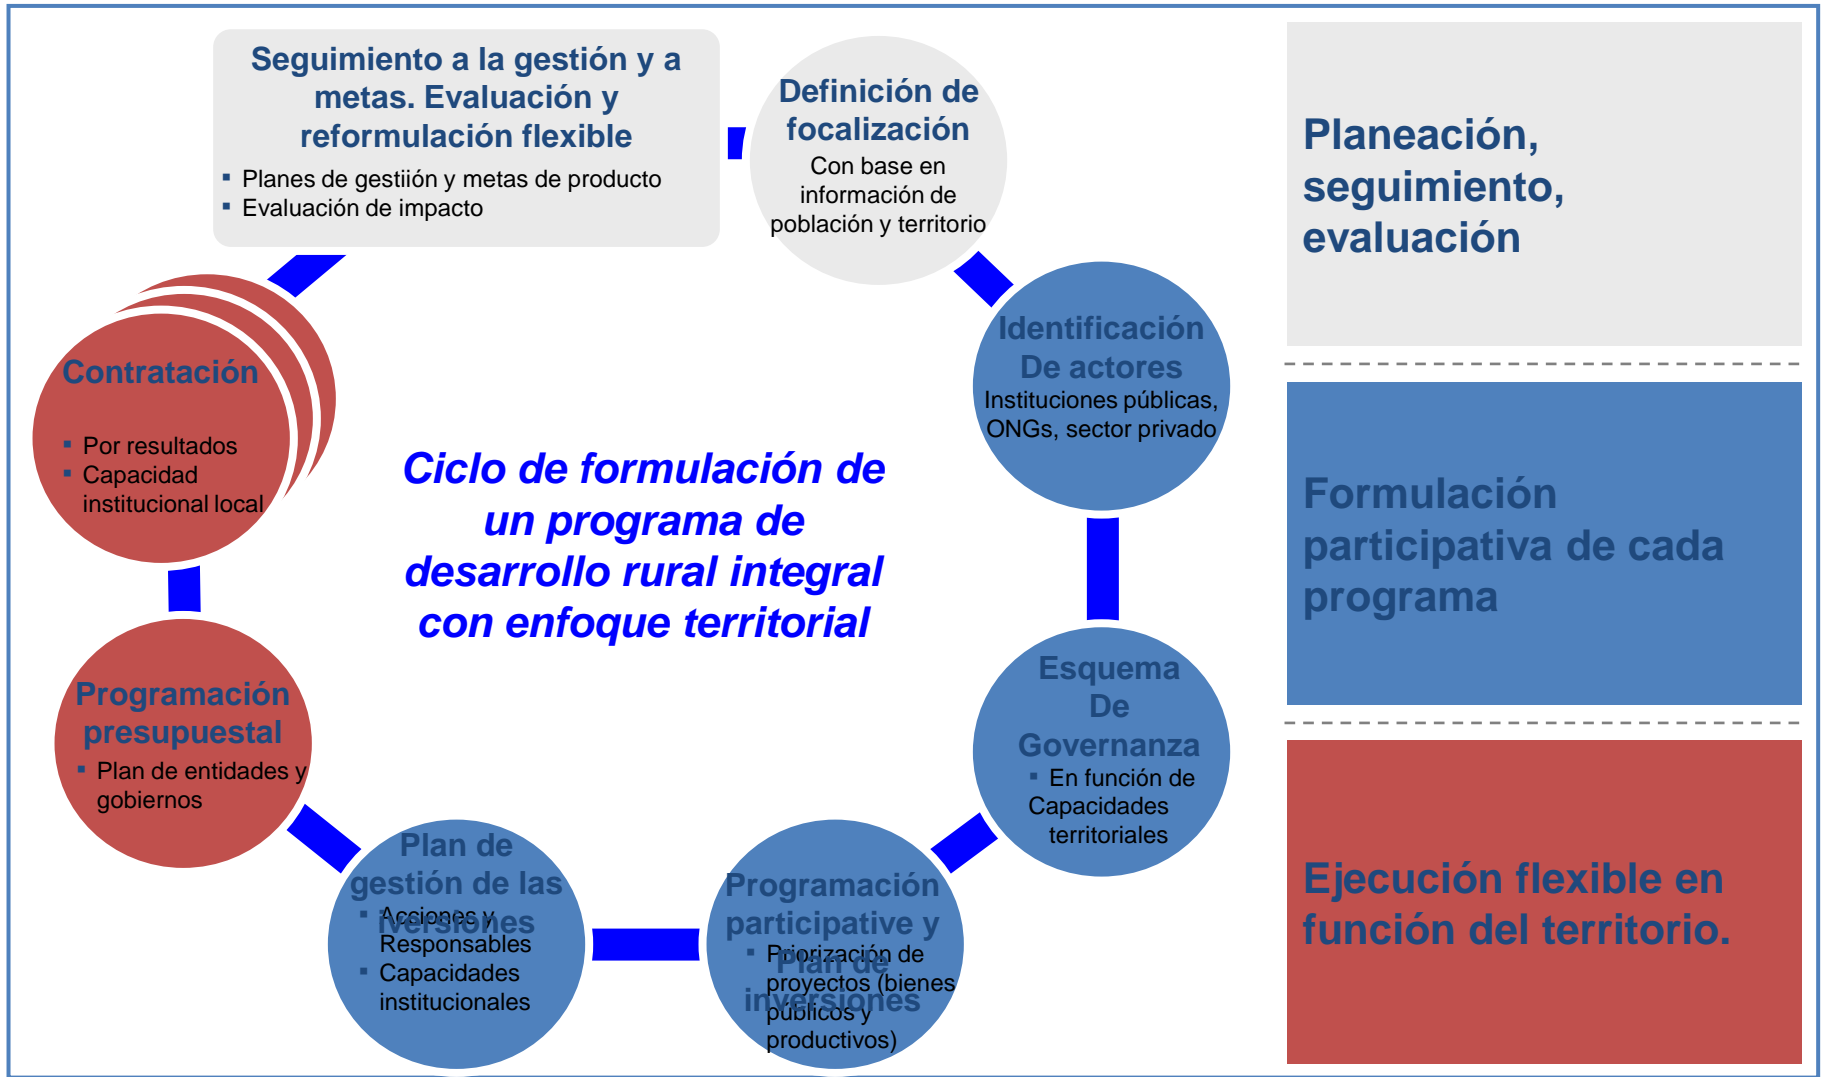 Seguimiento a la gestión y a
metas. Evaluación y
reformulación flexible
▪ Planes de gestiión y metas de producto
▪ Evaluación de impacto
Definición de
focalización
Con base en
información de
población y territorio
Identificación
De actores
Instituciones públicas,
ONGs, sector privado
Esquema
De
Governanza
▪ En función de
Capacidades
territoriales
Programación
participative y
Plan de
inversiones
▪ Priorización de
proyectos (bienes
públicos y
productivos)
Plan de
gestión de las
iversiones
▪ Acciones y
Responsables
▪ Capacidades
institucionales
Programación
presupuestal
▪ Plan de entidades y
gobiernos
Contratación
▪ Por resultados
▪ Capacidad
institucional local
Ciclo de formulación de
un programa de
desarrollo rural integral
con enfoque territorial
Planeación,
seguimiento,
evaluación
Formulación
participativa de cada
programa
Ejecución flexible en
función del territorio.